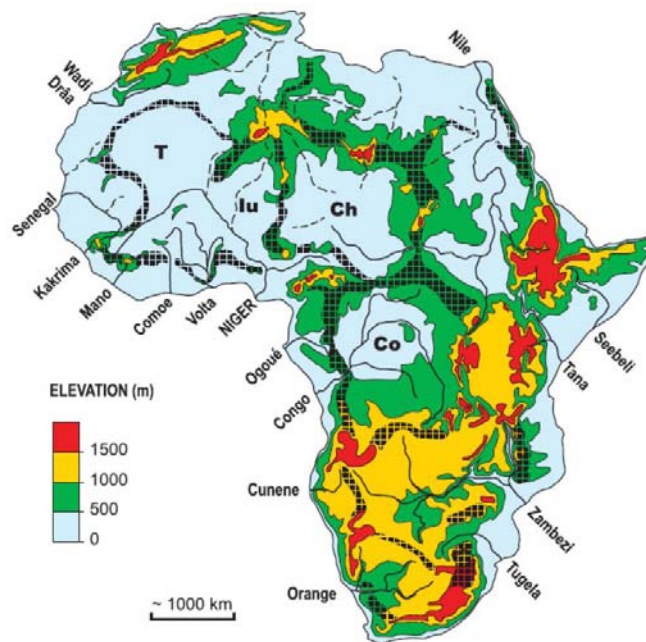 Nile
Wadi
Drâa
T
Iu
Ch
Senegal
Kakrima
Mano
Comoe
Volta
NIGER
Ogoué
Co
Seebeli
Tana
Congo
ELEVATION (m)
1500
1000
500
0
Cunene
Zambezi
Tugela
Orange
~ 1000 km